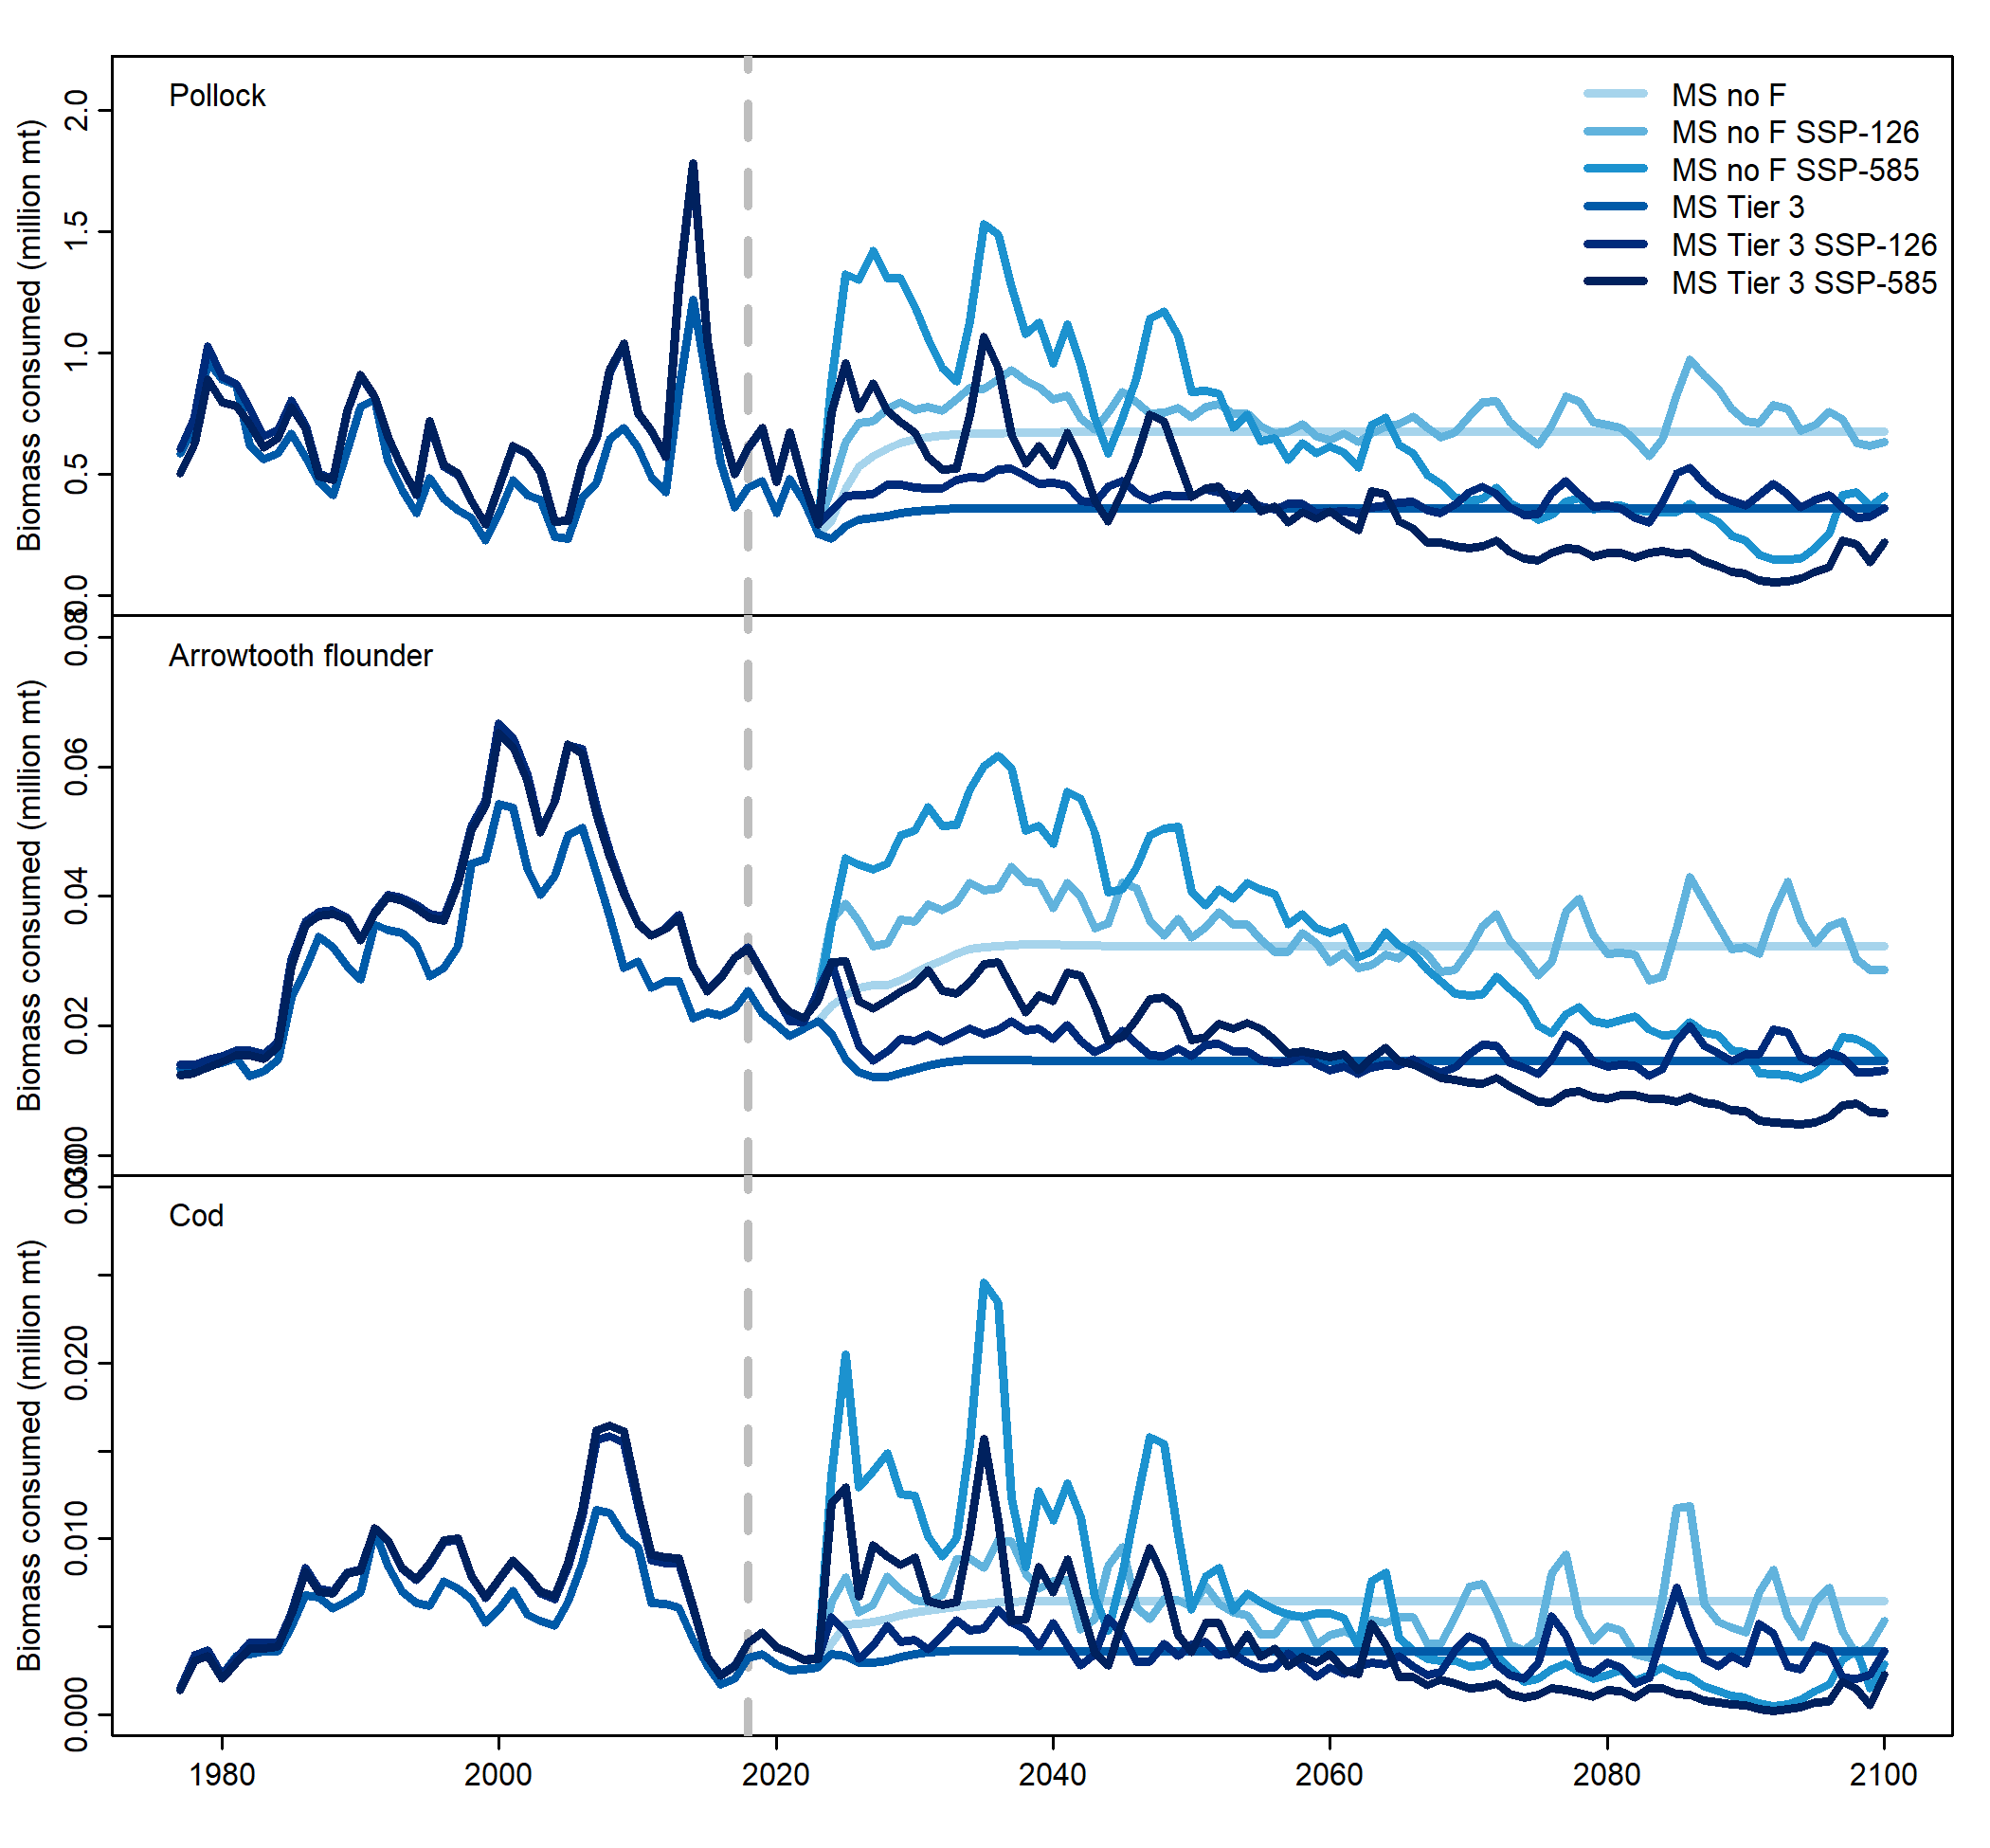 Pollock
MS no F
MS no F SSP-126
MS no F SSP-585
MS Tier 3
MS Tier 3 SSP-126
MS Tier 3 SSP-585
Biomass consumed (million mt)
2.0
1.5
1.0
0.5
0.0
Arrowtooth flounder
Biomass consumed (million mt)
0.08
0.06
0.04
0.02
0.00
Cod
Biomass consumed (million mt)
0.030
0.020
0.010
0.000
1980 2000 2020 2040 2060 2080 2100